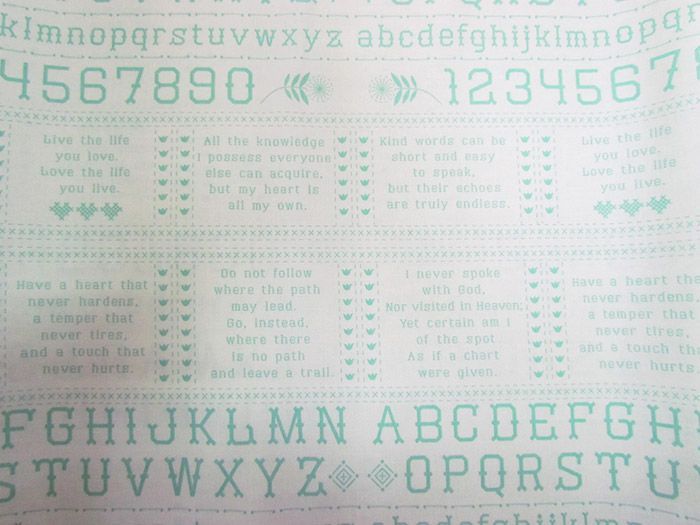 klmnopqrstuvwxyz abcdefghijklmnopq
4567890 1234567
Live the life
you love.
Love the life
you live.
All the knowledge
I possess everyone
else can acquire,
but my heart is
all my own.
Kind words can be
short and easy
to speak,
but their echoes
are truly endless.
Live the life
you love.
Love the life
you live.
Have a heart that
never hardens,
a temper that
never tires,
and a touch that
never hurts.
Do not follow
where the path
may lead.
Go, instead,
where there
is no path
and leave a trail.
I never spoke
with God,
Nor visited in Heaven;
Yet certain am i
of the spot
As if a chart
were given.
Have a heart the
never hardens
a temper that
never tires,
and a touch tha
never hurts.
FGHIJKLMN ABCDEFGH
STUVWXYZ OPQRSTU
abcdefgh